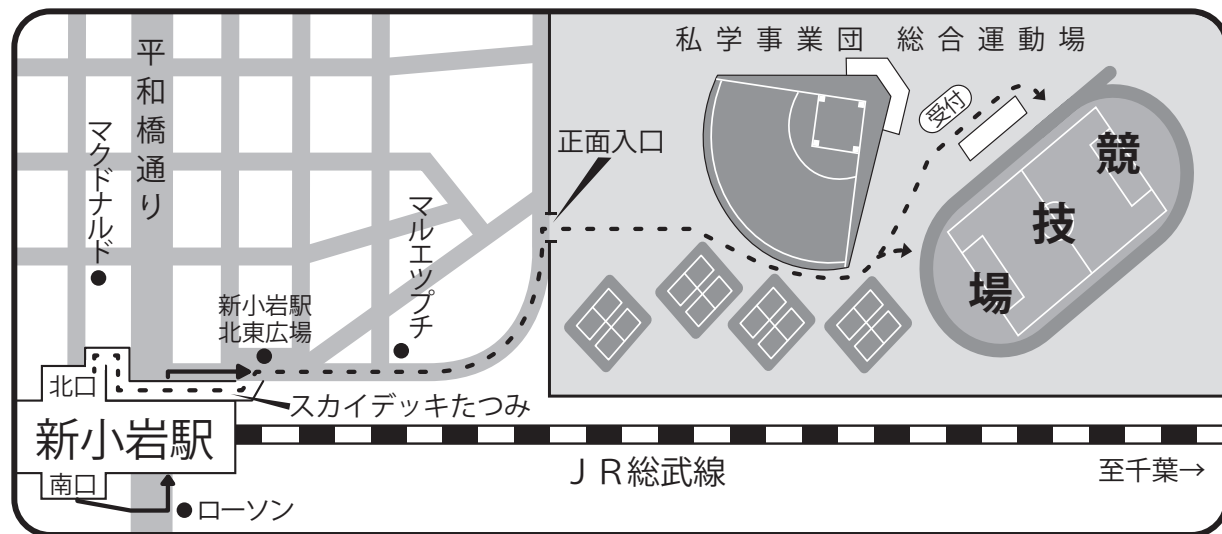 私学事業団 総合運動場
平和橋通り
マクドナルド
正面入口
受付
競技場
マルエツプチ
新小岩駅
北東広場
北口
スカイデッキたつみ
新小岩駅
南口
ローソン
ＪＲ総武線
至千葉→